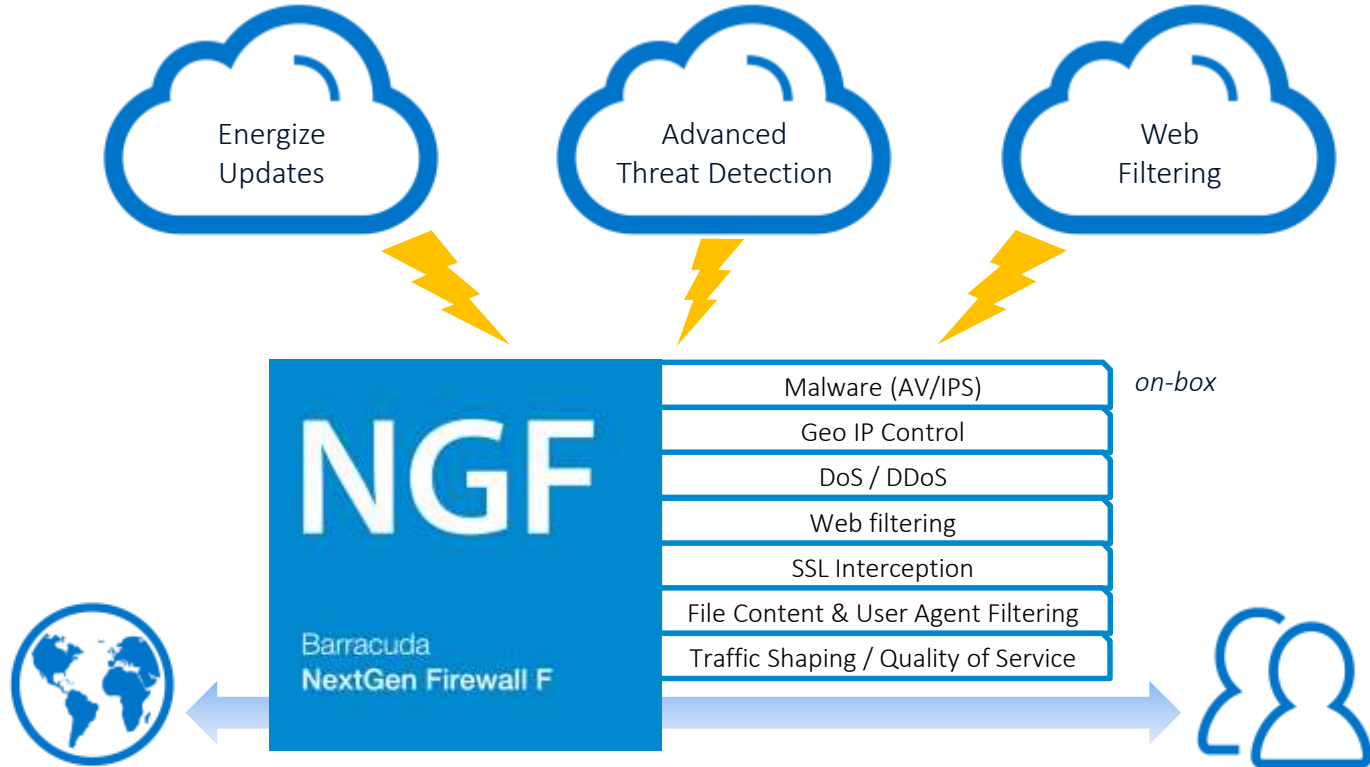 Energize
Updates
Advanced
Threat Detection
Web
Filtering
NGF
Barracuda
NextGen Firewall F
Malware (AV/IPS)
on-box
Geo IP Control
DoS / DDoS
Web filtering
SSL Interception
File Content & User Agent Filtering
Traffic Shaping / Quality of Service